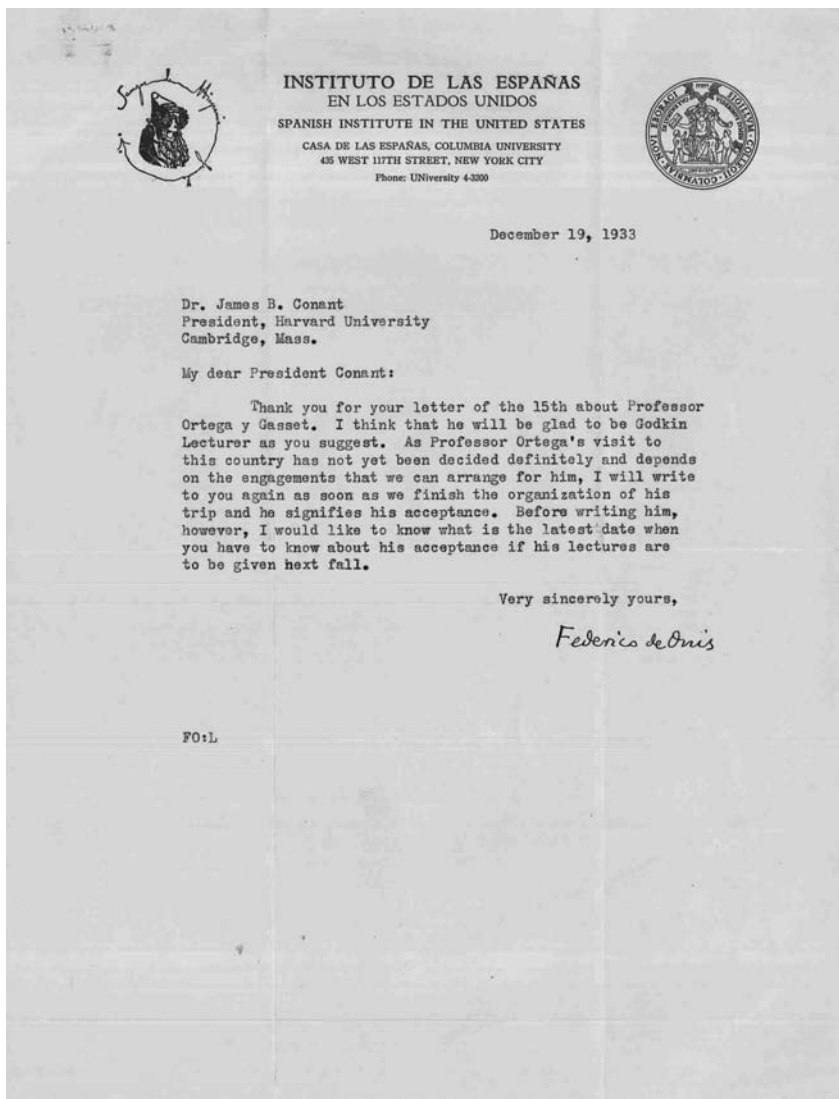 INSTITUTO DE LAS ESPAÑAS
EN LOS ESTADOS UNIDOS
SPANISH INSTITUTE IN THE UNITED STATES
CASA DE LAS ESPAÑAS, COLUMBIA UNIVERSITY
435 WEST 117TH STREET, NEW YORK CITY
Phone: UNiversity 4-3200
December 19, 1933
Dr. James B. Conant
President, Harvard University
Cambridge, Mass.
My dear President Conant:
Thank you for your letter of the 15th about Professor
Ortega y Gasset. I think that he will be glad to be Godkin
Lecturer as you suggest. As Professor Ortega's visit to
this country has not yet been decided definitely and depends
on the engagements that we can arrange for him, I will write
to you again as soon as we finish the organization of his
trip and he signifies his acceptance. Before writing him,
however, I would like to know what is the latest date when
you have to know about his acceptance if his lectures are
to be given next fall.
Very sincerely yours,
Federico de Onís
FO:L